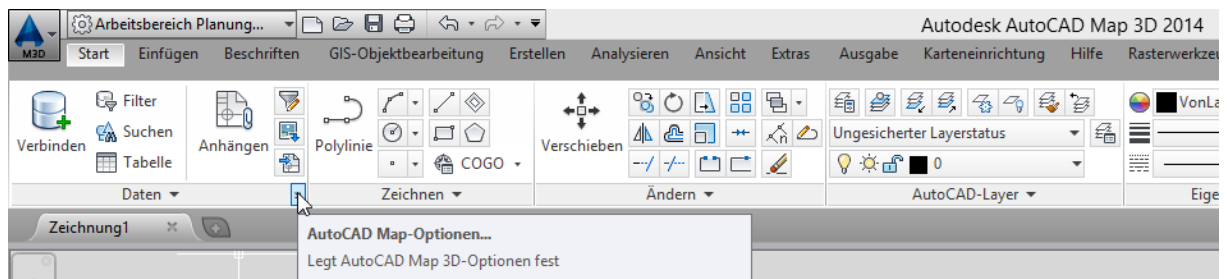 Arbeitsbereich Planung...
Autodesk AutoCAD Map 3D 2014
M3D
Start Einfügen Beschriften GIS-Objektbearbeitung Erstellen Analysieren Ansicht Extras Ausgabe Karteneinrichtung Hilfe Rasterwerkzeu
Verbinden
Filter
Suchen
Tabelle
Anhängen
Daten
Polylinie
COGO
Zeichnen
Verschieben
Ändern
Ungesicherter Layerstatus
0
AutoCAD-Layer
VonLa
Eige
Zeichnung1
AutoCAD Map-Optionen...
Legt AutoCAD Map 3D-Optionen fest